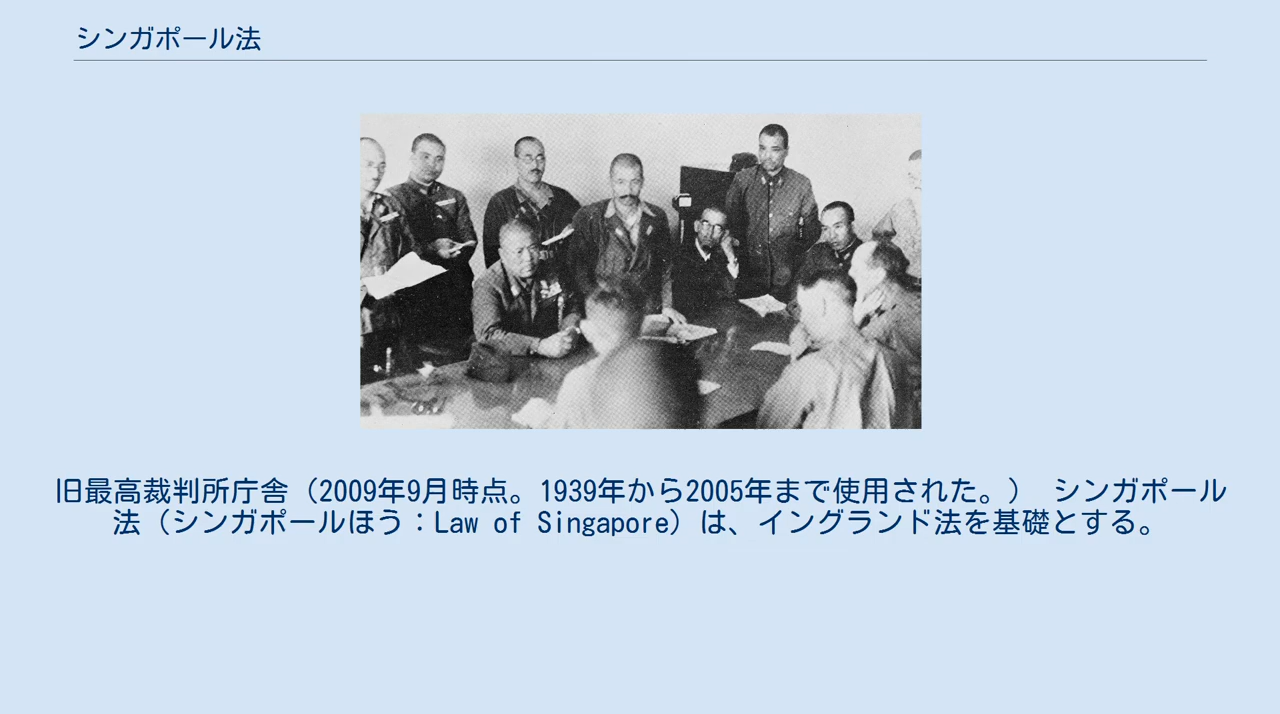 シンガポール法
旧最高裁判所庁舎（2009年9月時点。1939年から2005年まで使用された。） シンガポール
法（シンガポールほう：Law of Singapore）は、イングランド法を基礎とする。